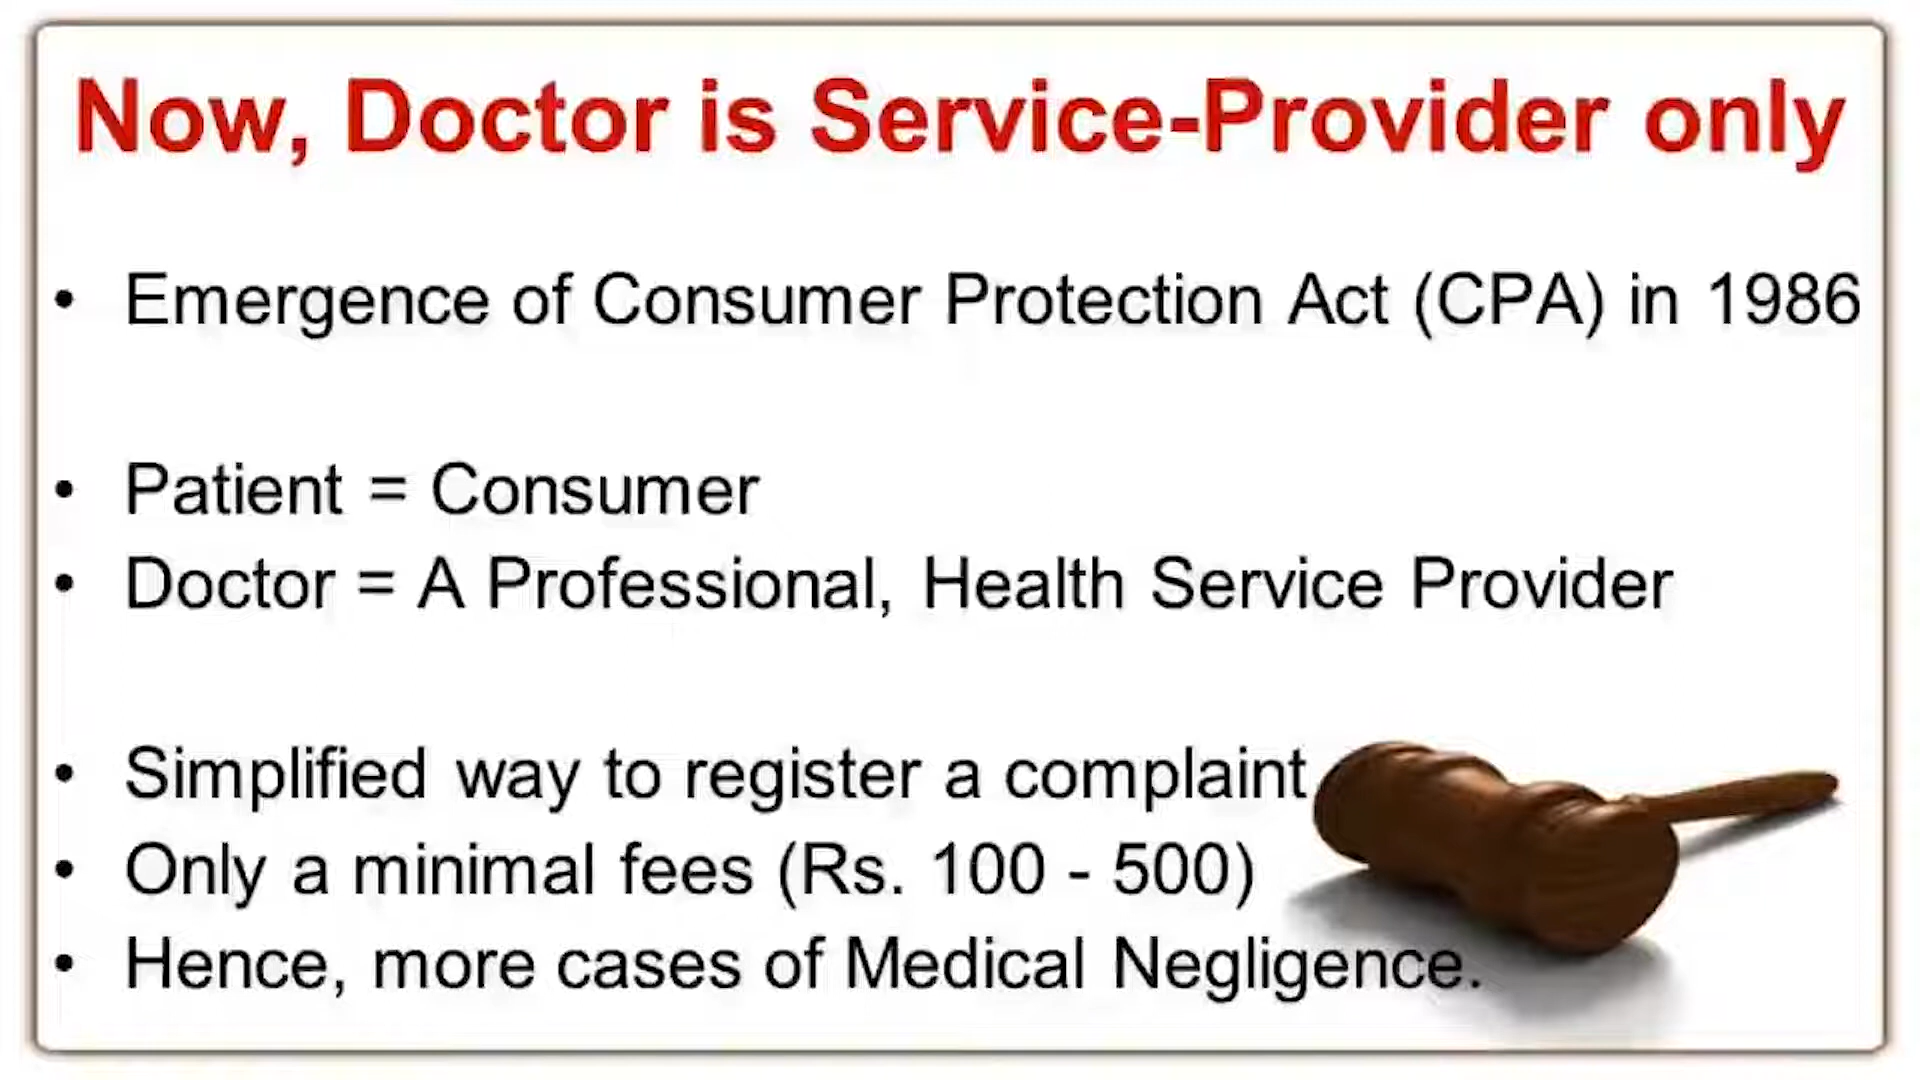 Now, Doctor is Service-Provider only
• Emergence of Consumer Protection Act (CPA) in 1986
• Patient = Consumer
• Doctor = A Professional, Health Service Provider
• Simplified way to register a complaint
• Only a minimal fees (Rs. 100 - 500)
• Hence, more cases of Medical Negligence.